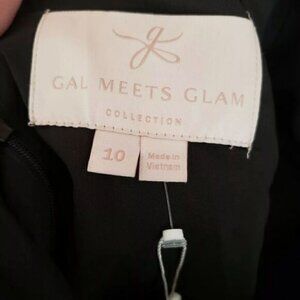 g
GAL MEETS GLAM
COLLECTION
10
Made in
Vietnam